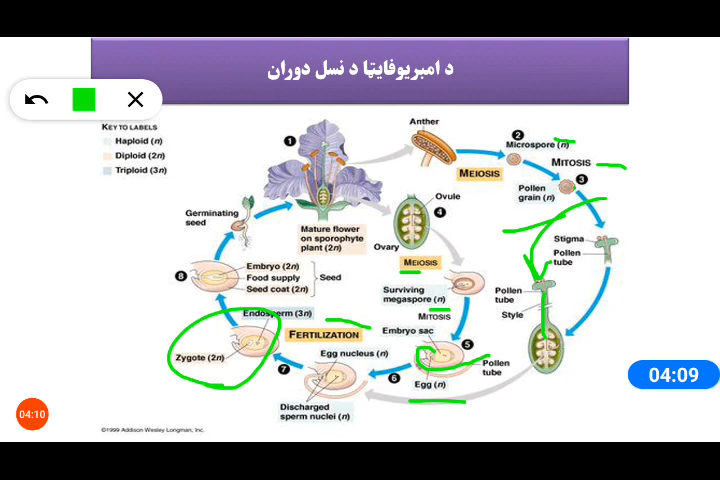 د امبریوفایټا د نسل دوران
KEY TO LABELS
Haploid (n)
Diploid (2n)
Triploid (3n)
1
Anther
2
Microspore (n)
MEIOSIS
MITOSIS
3
Pollen
grain (n)
Ovule
4
Ovary
Germinating
seed
Mature flower
on sporophyte
plant (2n)
Stigma
Pollen
tube
MEIOSIS
8
Embryo (2n)
Food supply
Seed coat (2n)
Seed
Surviving
megaspore (n)
MITOSIS
Pollen
tube
Style
Endosperm (3n)
FERTILIZATION
Embryo sac
5
Zygote (2n)
Egg nucleus (n)
Pollen
tube
7
6
Egg (n)
Discharged
sperm nuclei (n)
04:09
04:10
©1999 Addison Wesley Longman, Inc.